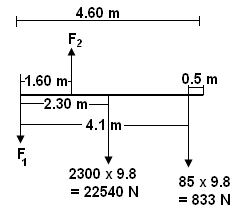 4.60 m
F2
1.60 m
0.5 m
2.30 m
4.1 m
F1
2300 x 9.8
= 22540 N
85 x 9.8
= 833 N